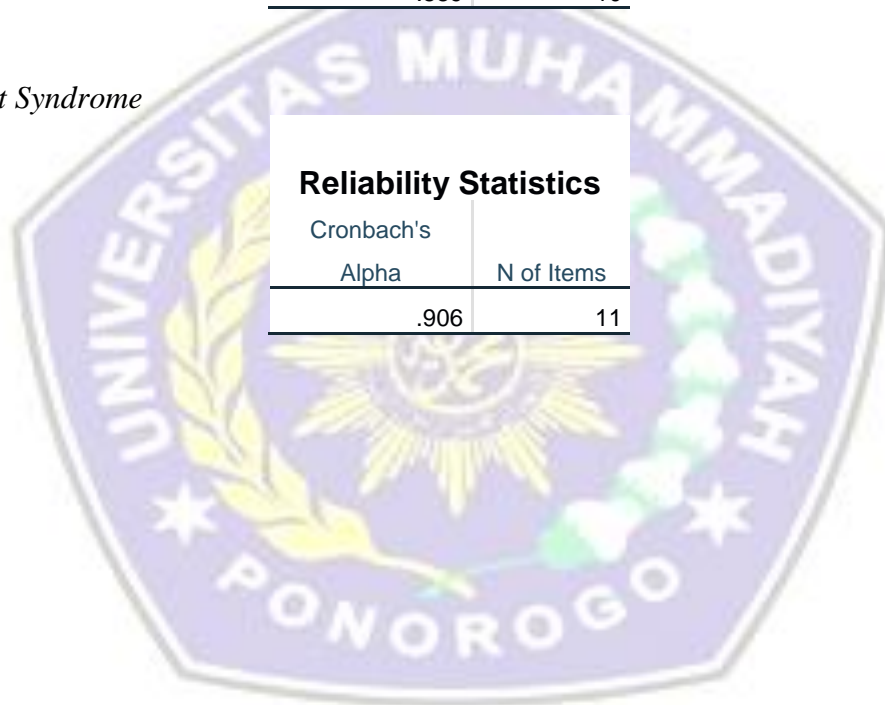 t Syndrome
Reliability Statistics
Cronbach's
Alpha N of Items
.906 11
UNIVERSITAS MUHAMMADIYAH
PONOROGO